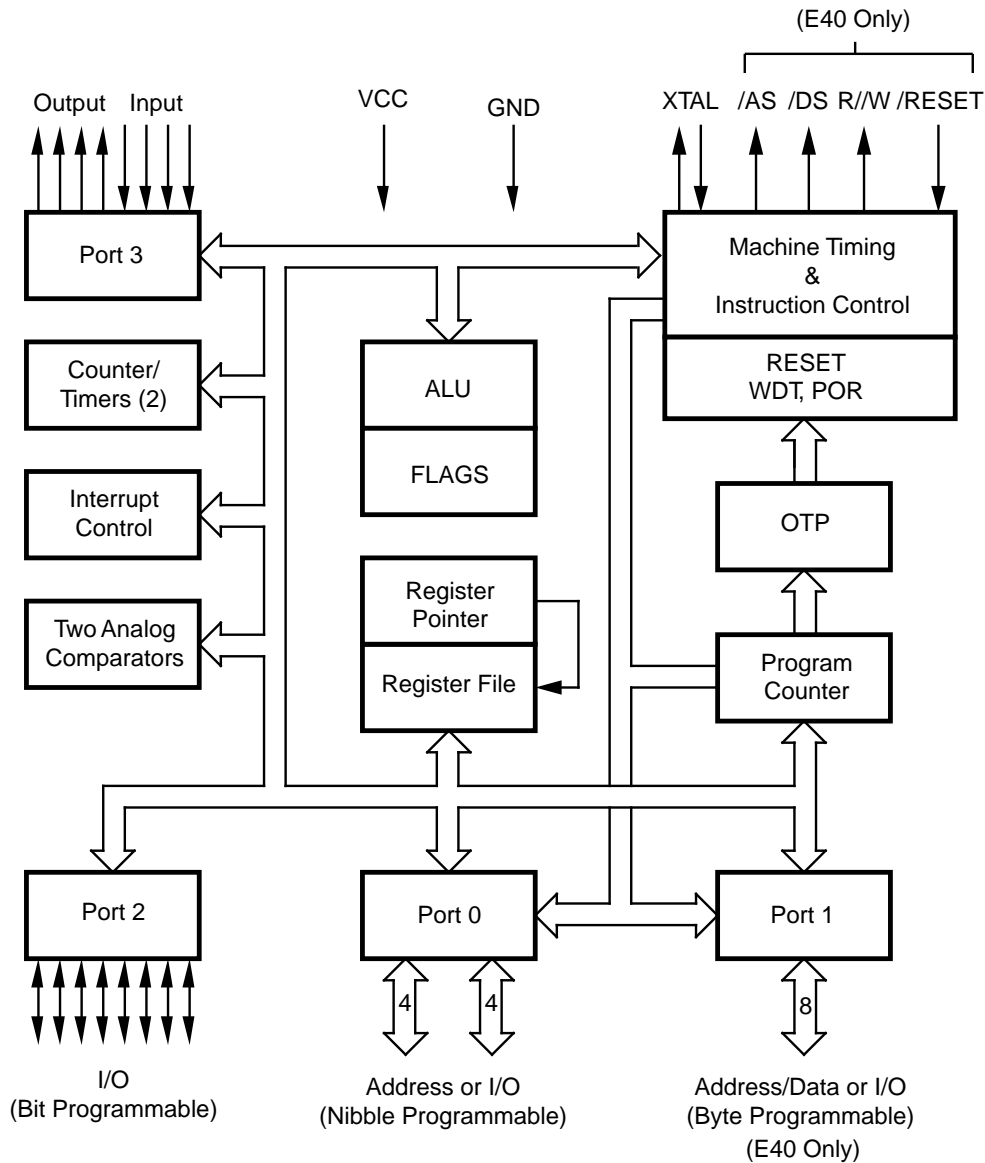 (E40 Only)
Output Input VCC GND XTAL /AS /DS R//W /RESET
Port 3
Machine Timing
&
Instruction Control
RESET
WDT, POR
Counter/
Timers (2)
ALU
FLAGS
Interrupt
Control
OTP
Two Analog
Comparators
Register
Pointer
Register File
Program
Counter
Port 2
Port 0
Port 1
4 4 8
I/O
(Bit Programmable)
Address or I/O
(Nibble Programmable)
Address/Data or I/O
(Byte Programmable)
(E40 Only)